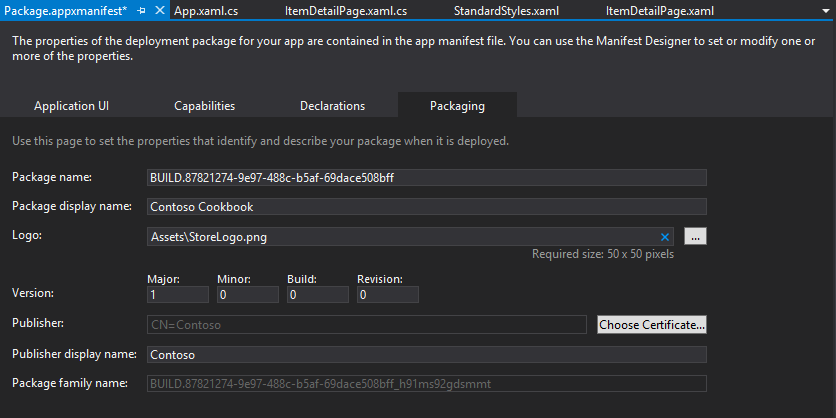 Package.appxmanifest* App.xaml.cs ItemDetailPage.xaml.cs StandardStyles.xaml ItemDetailPage.xaml
The properties of the deployment package for your app are contained in the app manifest file. You can use the Manifest Designer to set or modify one or
more of the properties.
Application UI Capabilities Declarations Packaging
Use this page to set the properties that identify and describe your package when it is deployed.
Package name: BUILD.87821274-9e97-488c-b5af-69dace508bff
Package display name: Contoso Cookbook
Logo: Assets\StoreLogo.png ...
Required size: 50 x 50 pixels
Major: Minor: Build: Revision:
Version: 1 0 0 0
Publisher: CN=Contoso Choose Certificate...
Publisher display name: Contoso
Package family name: BUILD.87821274-9e97-488c-b5af-69dace508bff_h91ms92gdsmmt